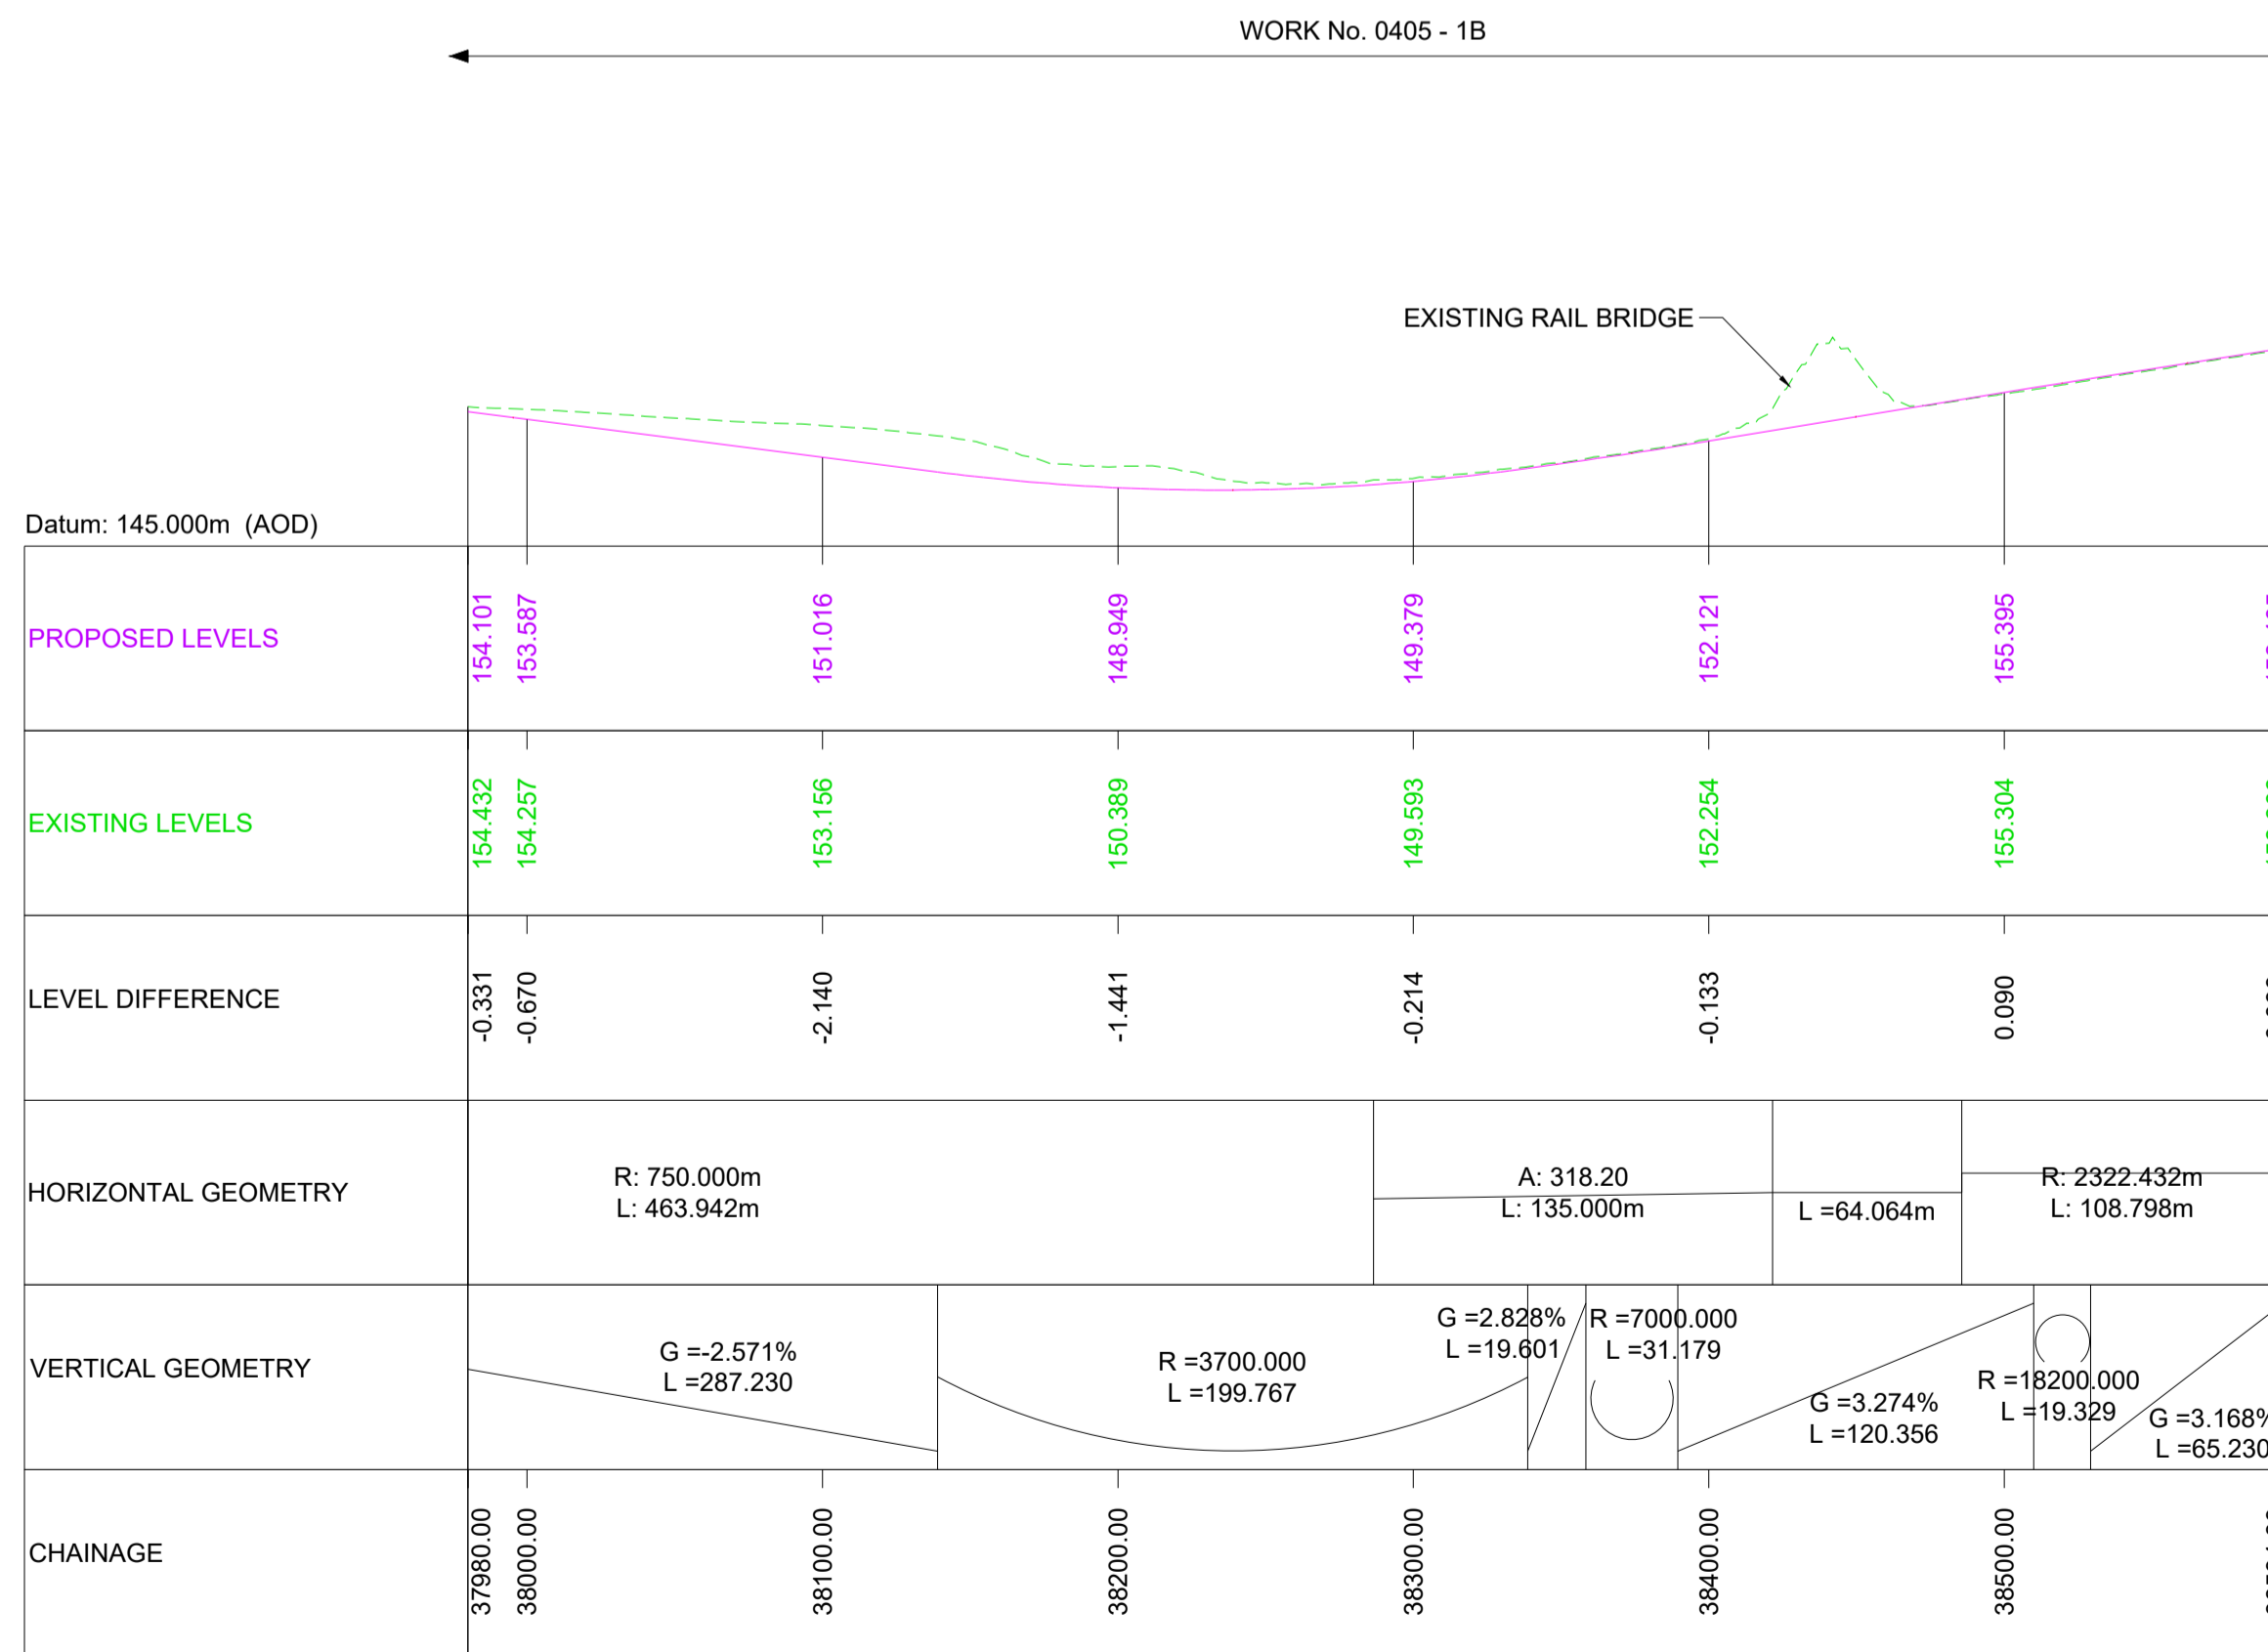 WORK No. 0405 - 1B
EXISTING RAIL BRIDGE
Datum: 145.000m (AOD)
PROPOSED LEVELS
154.101
153.587
151.016
148.949
149.379
152.121
155.395
EXISTING LEVELS
154.432
154.257
153.156
150.389
149.593
152.254
155.304
LEVEL DIFFERENCE
-0.331
-0.670
-2.140
-1.441
-0.214
-0.133
0.090
HORIZONTAL GEOMETRY
R: 750.000m
L: 463.942m
A: 318.20
L: 135.000m
L =64.064m
R: 2322.432m
L: 108.798m
VERTICAL GEOMETRY
G =-2.571%
L =287.230
R =3700.000
L =199.767
G =2.828%
L =19.601
R =7000.000
L =31.179
G =3.274%
L =120.356
R =18200.000
L =19.329
G =3.168%
L =65.230
CHAINAGE
37980.00
38000.00
38100.00
38200.00
38300.00
38400.00
38500.00